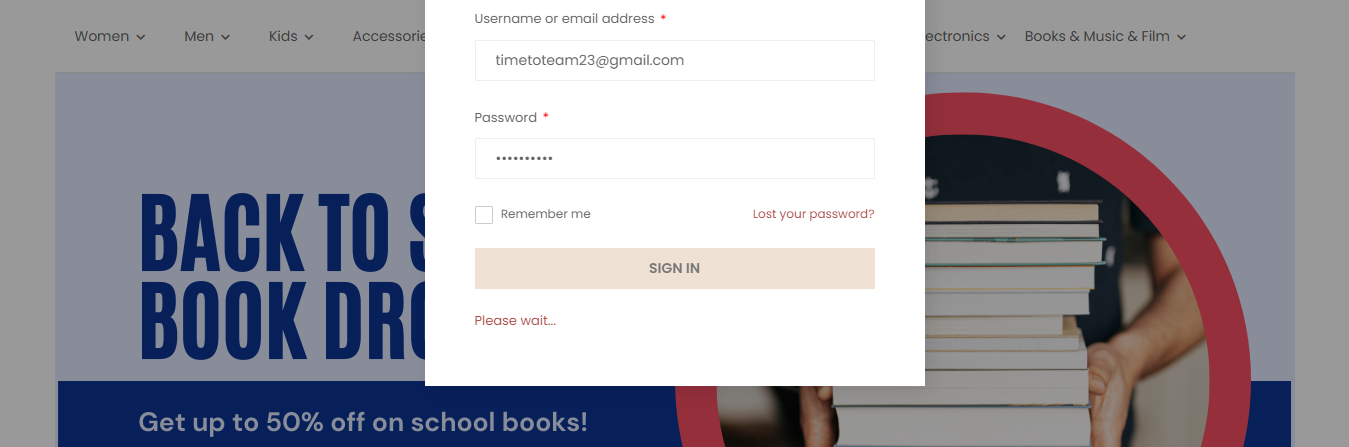 Username or email address *
Women Men Kids Accessorie ectronics Books & Music & Film
timetoteam23@gmail.com
Password *
••••••••••
Remember me Lost your password?
SIGN IN
Please wait...
BACK TO S
BOOK DRO
Get up to 50% off on school books!